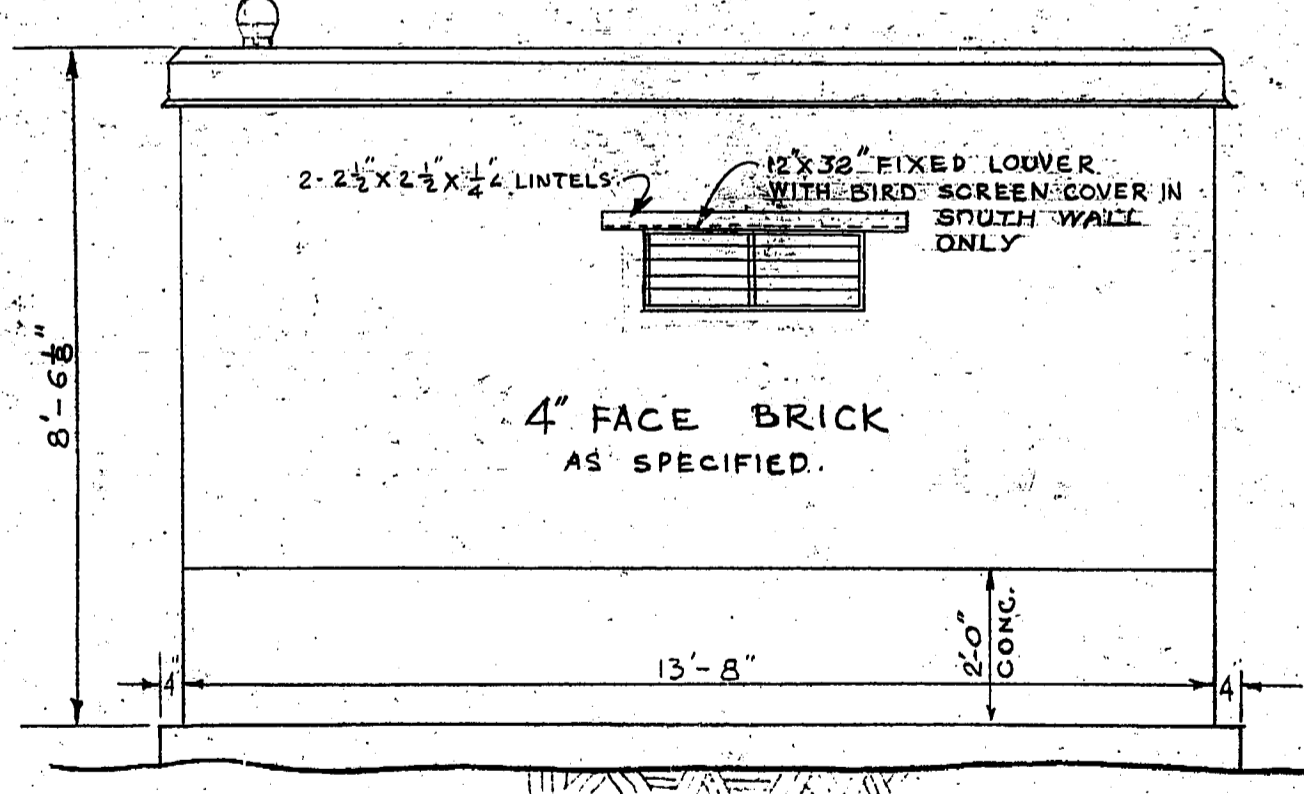 2-2½"X2½"X¼"∠ LINTELS.
12"X32" FIXED LOUVER
WITH BIRD SCREEN COVER IN
SOUTH WALL
ONLY
8'-6⅛"
4" FACE BRICK
AS SPECIFIED.
2'-0"
CONC.
4"
13'-8"
4